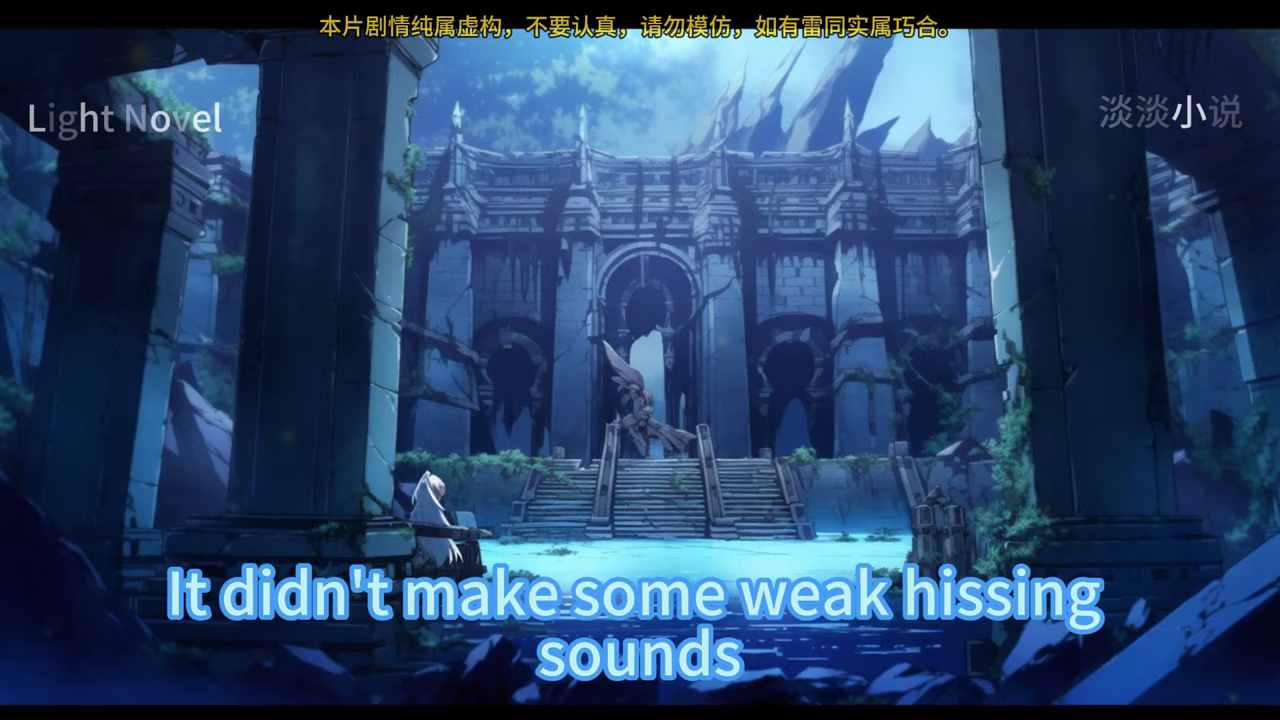 本片剧情纯属虚构，不要认真，请勿模仿，如有雷同实属巧合。
Light Novel
淡淡小说
It didn't make some weak hissing
sounds